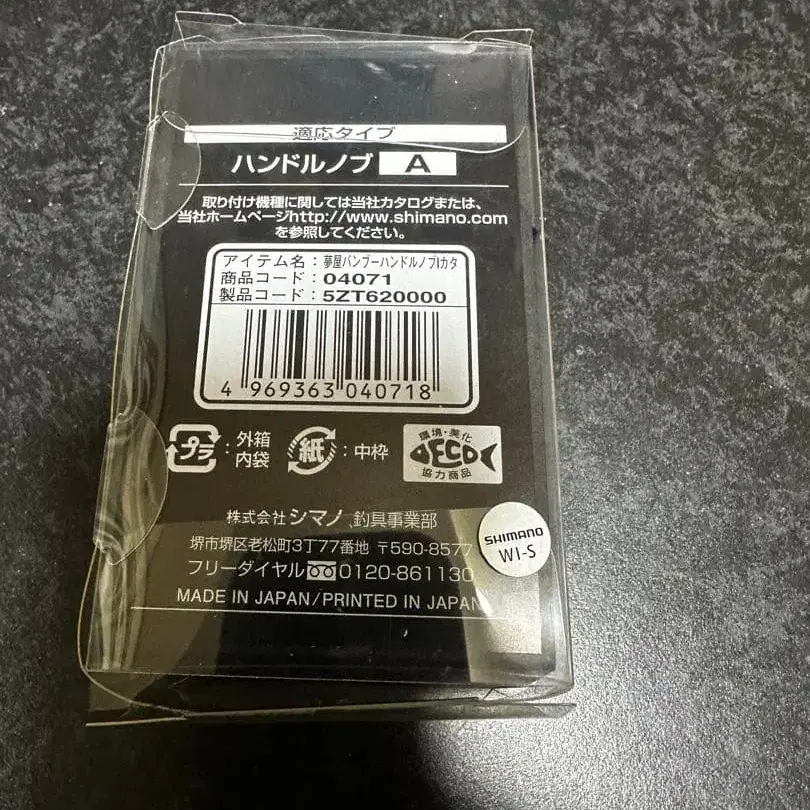 適応タイプ
ハンドルノブ A
取り付け機種に関しては当社カタログまたは、
当社ホームページhttp://www.shimano.com
を参照してください。
アイテム名：夢屋バンブーハンドルノブIカタ
商品コード：04071
製品コード：5ZT620000
4 969363 040718
プラ：外箱
内袋
紙：中枠
環境・美化
ECO
協力商品
株式会社シマノ 釣具事業部
堺市堺区老松町3丁77番地 〒590-8577
フリーダイヤル 0120-861130
MADE IN JAPAN/PRINTED IN JAPAN
SHIMANO
WI-S